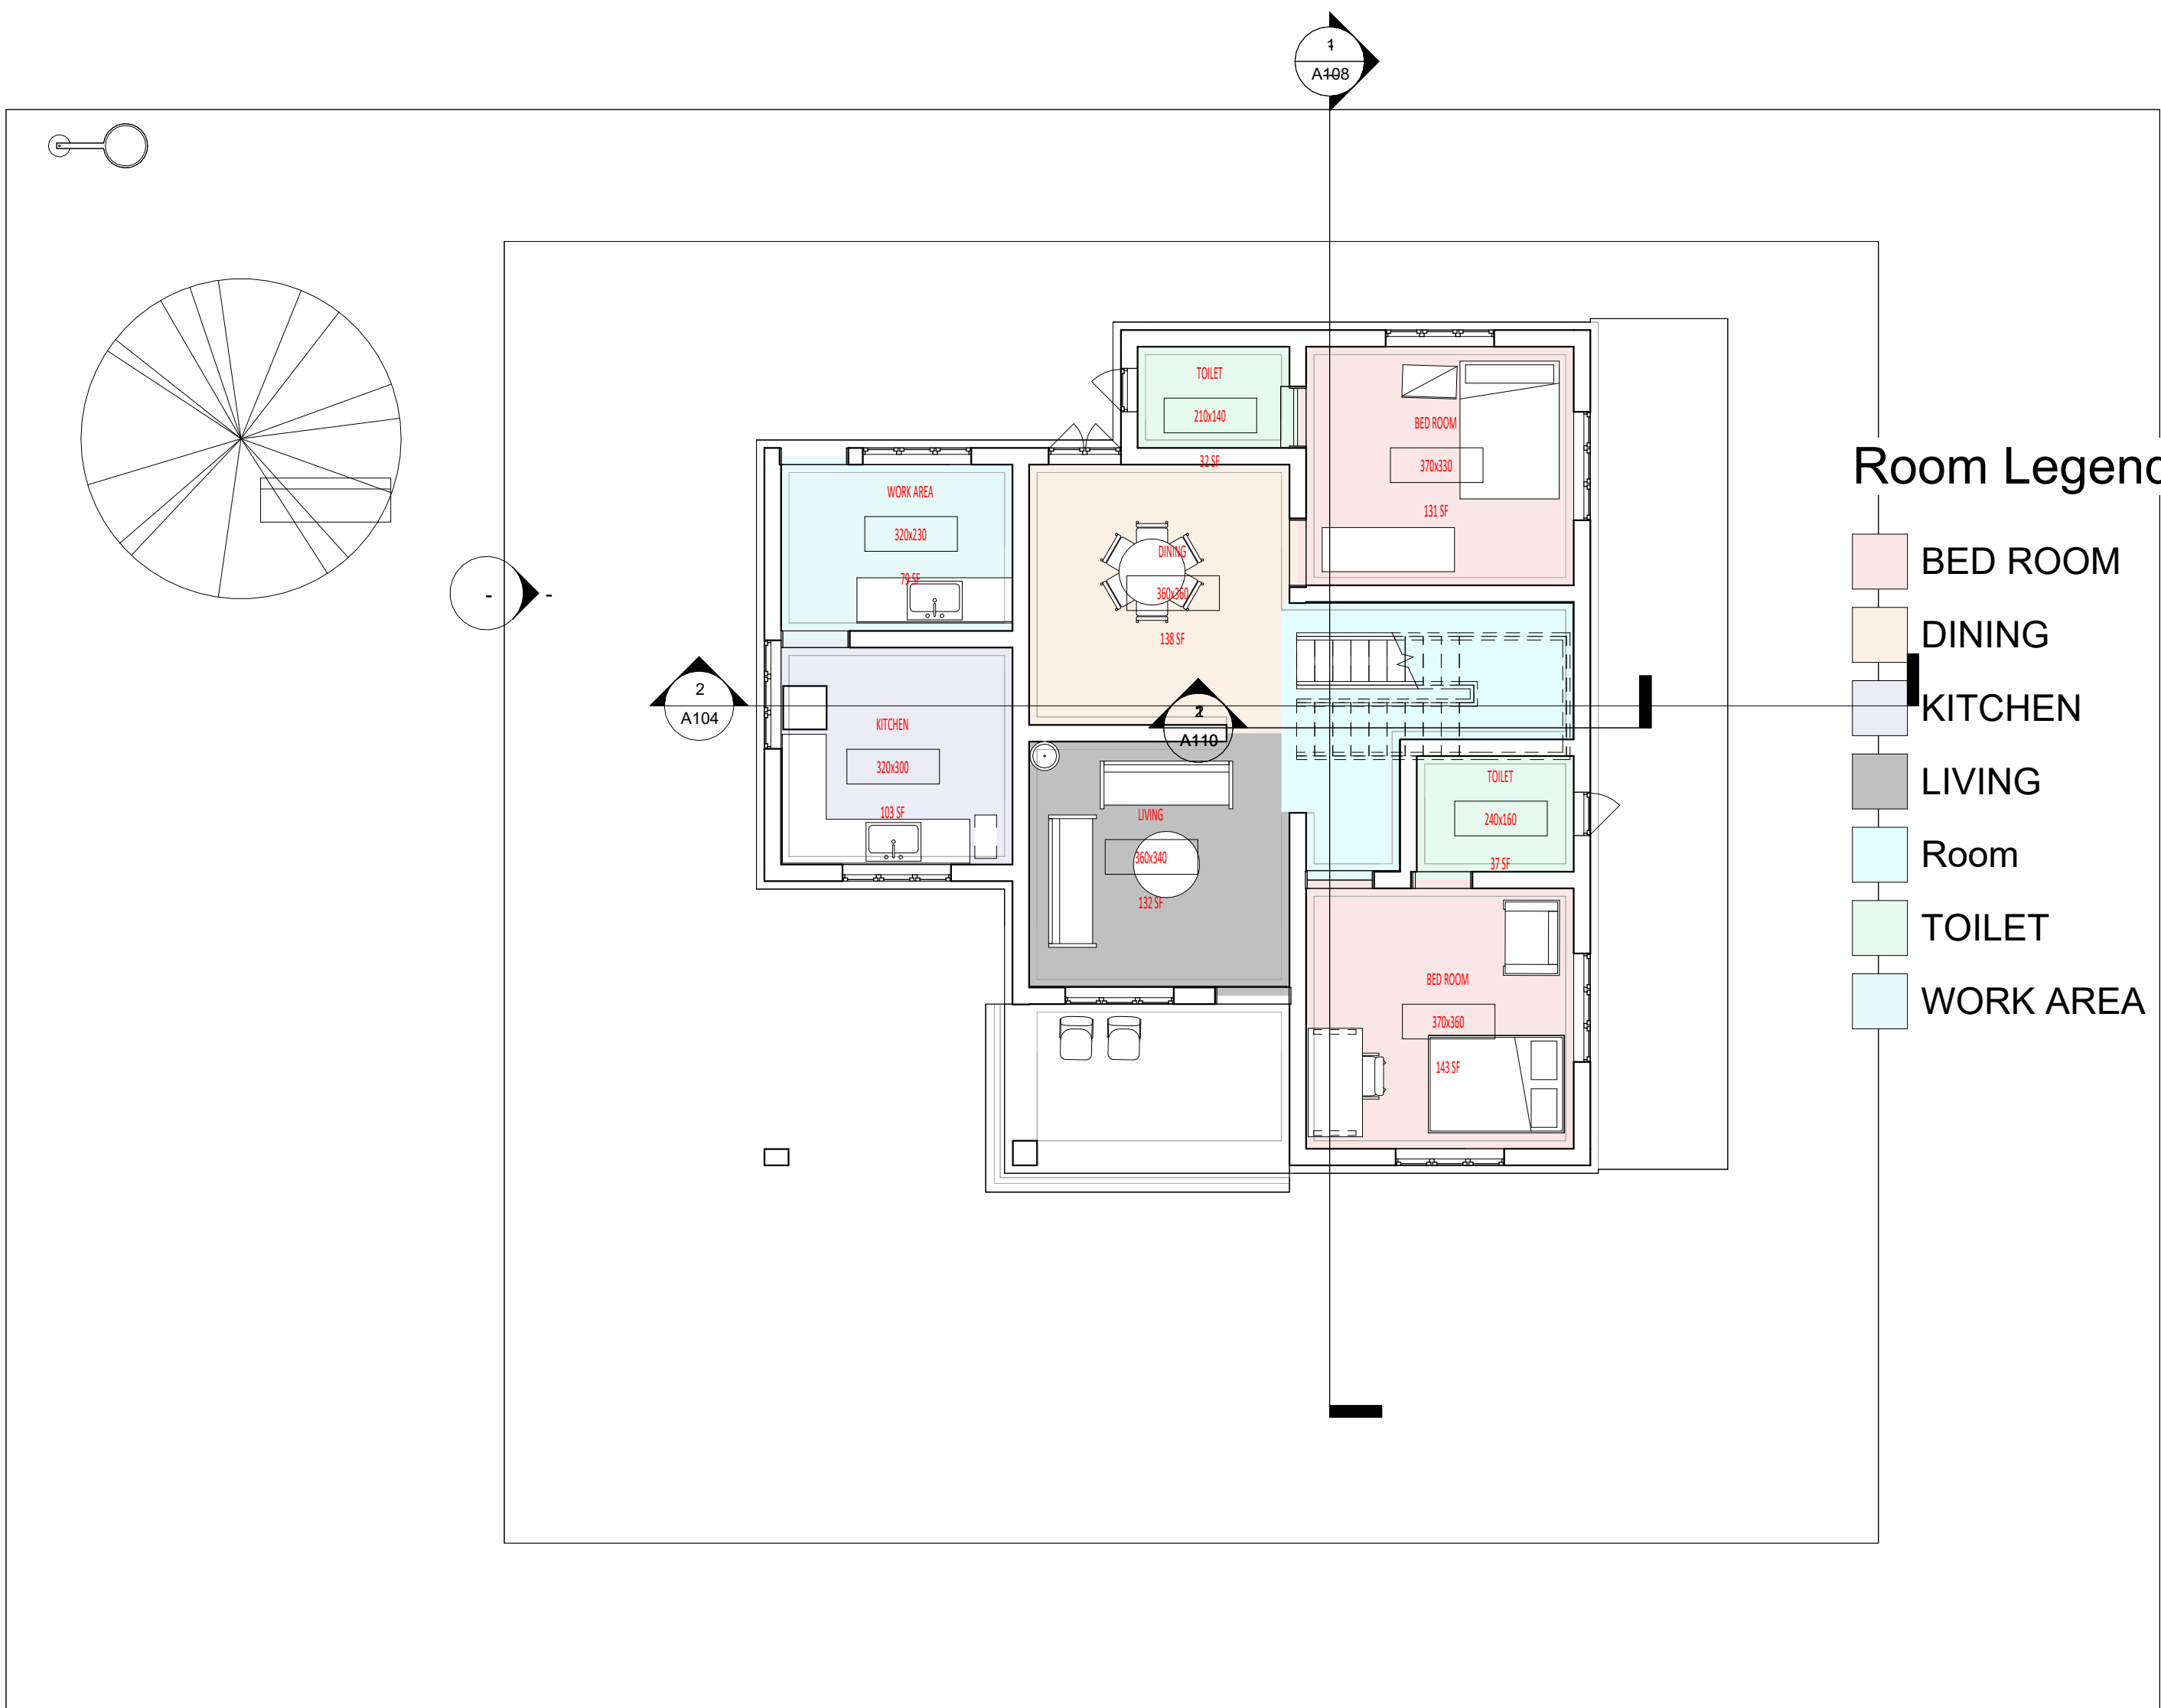 1
A108
TOILET
210x140
32 SF
BED ROOM
370x330
131 SF
WORK AREA
320x230
79 SF
DINING
360x360
138 SF
-
-
2
A104
KITCHEN
320x300
103 SF
A110
LIVING
360x340
132 SF
TOILET
240x160
37 SF
BED ROOM
370x360
143 SF
Room Legend
BED ROOM
DINING
KITCHEN
LIVING
Room
TOILET
WORK AREA